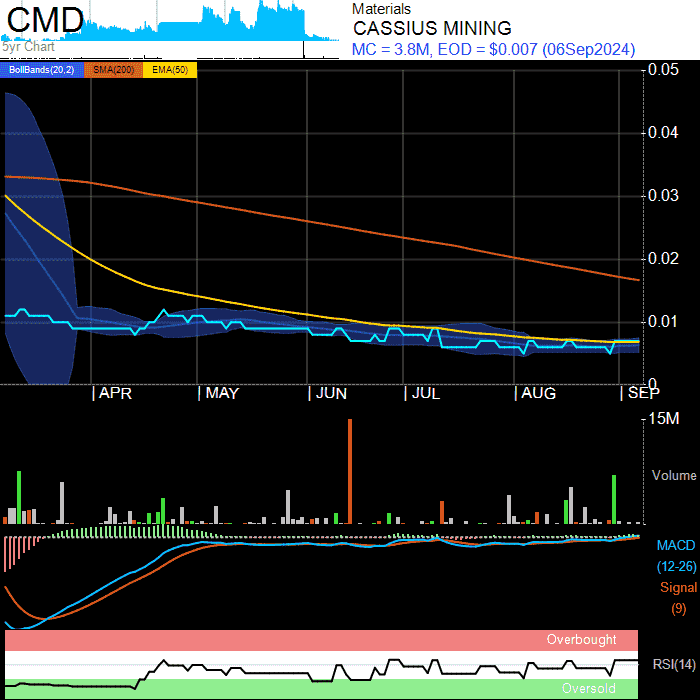 CMD
5yr Chart
Materials
CASSIUS MINING
MC = 3.8M, EOD = $0.007 (06Sep2024)
BollBands(20,2) SMA(200) EMA(50)
0.05
0.04
0.03
0.02
0.01
0
APR MAY JUN JUL AUG SEP
15M
Volume
MACD
(12-26)
Signal
(9)
Overbought
RSI(14)
Oversold